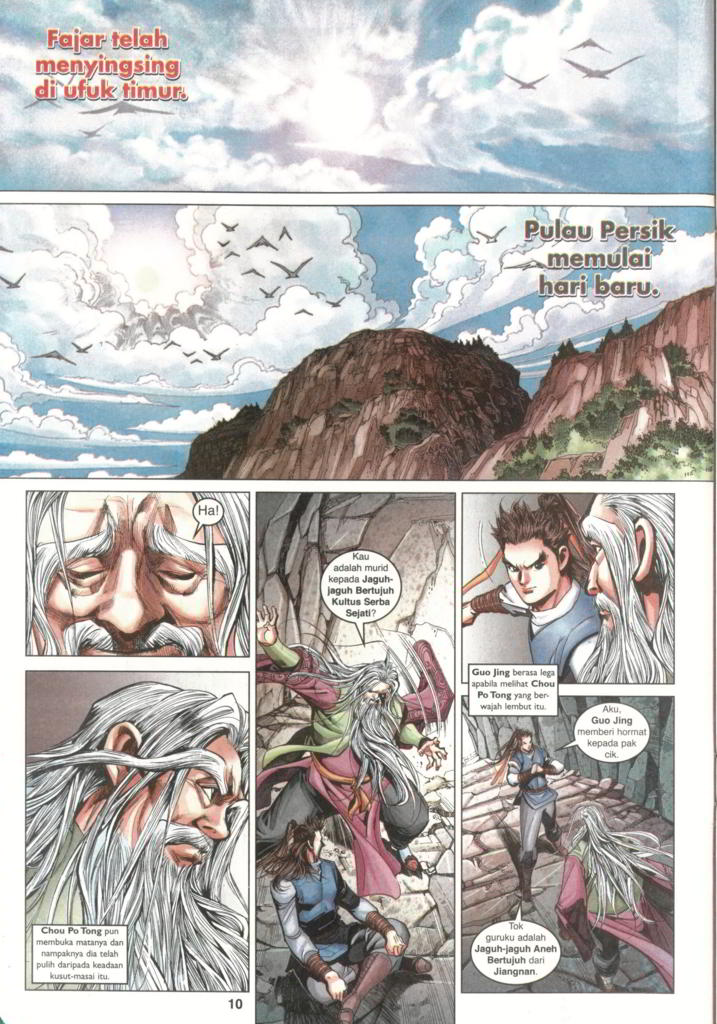 Fajar telah
menyingsing
di ufuk timur.
Pulau Persik
memulai
hari baru.
Ha!
Chou Po Tong pun
membuka matanya dan
nampaknya dia telah
pulih daripada keadaan
kusut-masai itu.
Kau
adalah murid
kepada Jaguh-
jaguh Bertujuh
Kultus Serba
Sejati?
Guo Jing berasa lega
apabila melihat Chou
Po Tong yang ber-
wajah lembut itu.
Aku,
Guo Jing
memberi hormat
kepada pak
cik.
Tok
guruku adalah
Jaguh-jaguh Aneh
Bertujuh dari
Jiangnan.
10